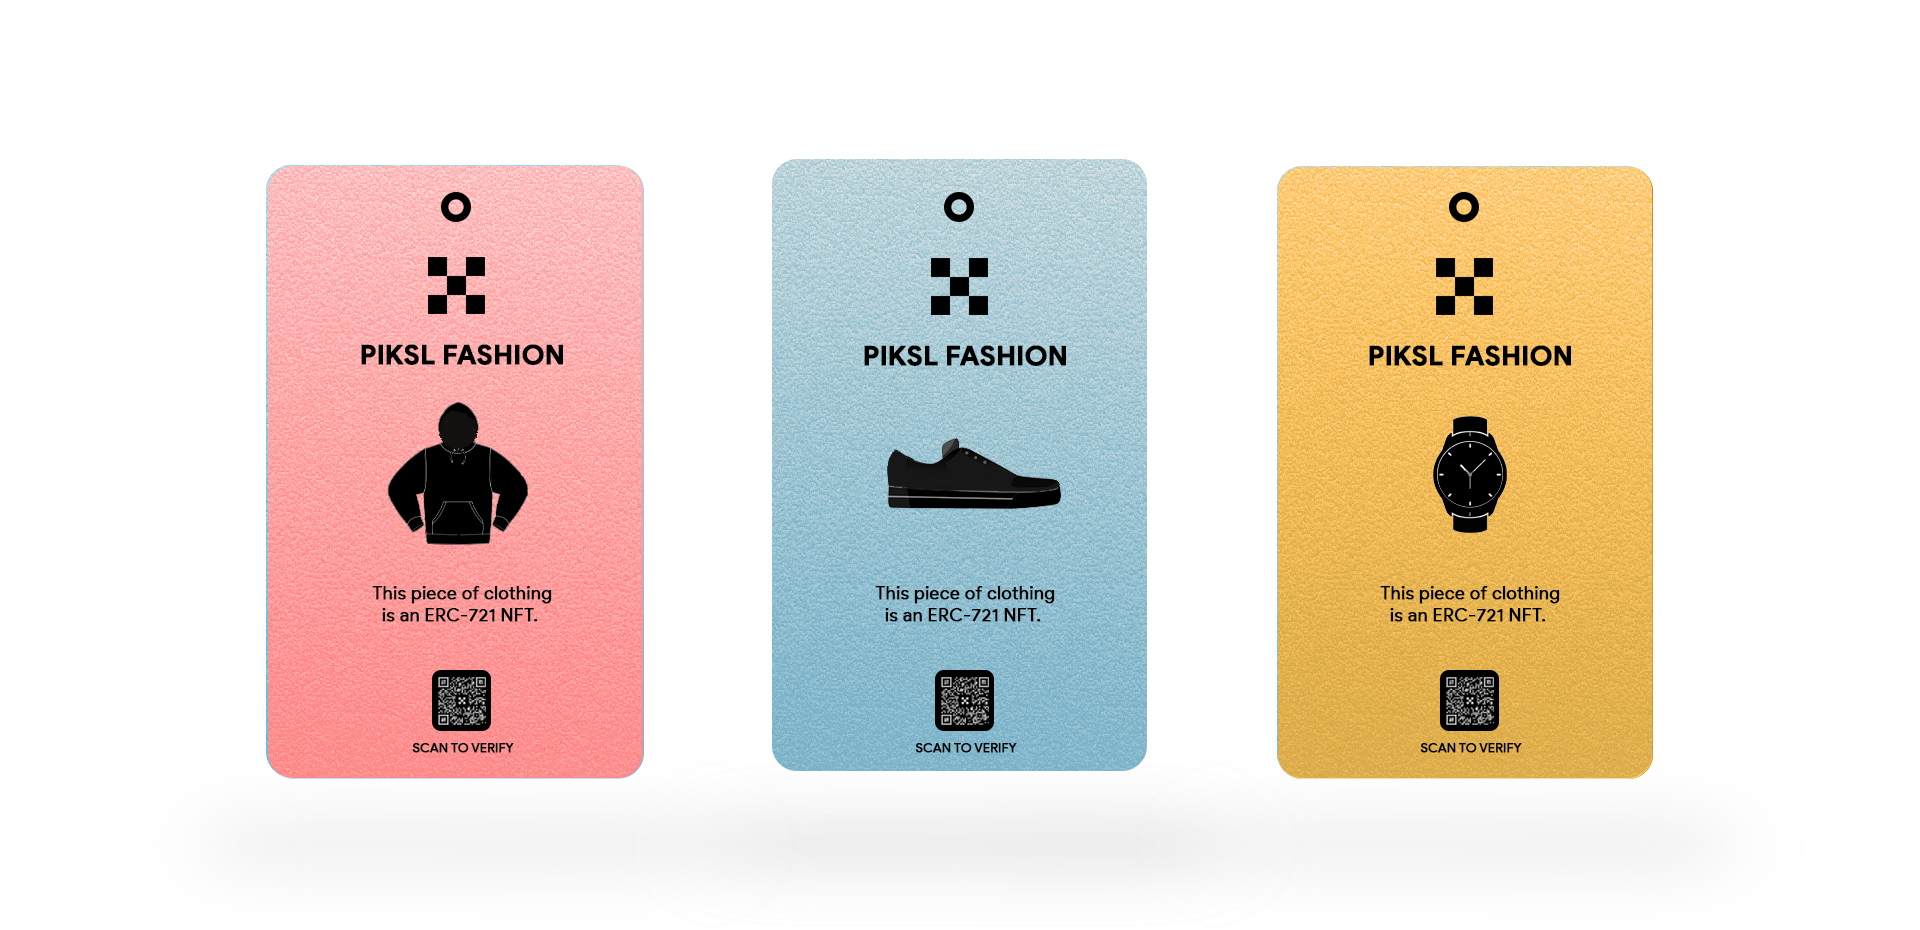 PIKSL FASHION
This piece of clothing
is an ERC-721 NFT.
SCAN TO VERIFY
PIKSL FASHION
This piece of clothing
is an ERC-721 NFT.
SCAN TO VERIFY
PIKSL FASHION
This piece of clothing
is an ERC-721 NFT.
SCAN TO VERIFY